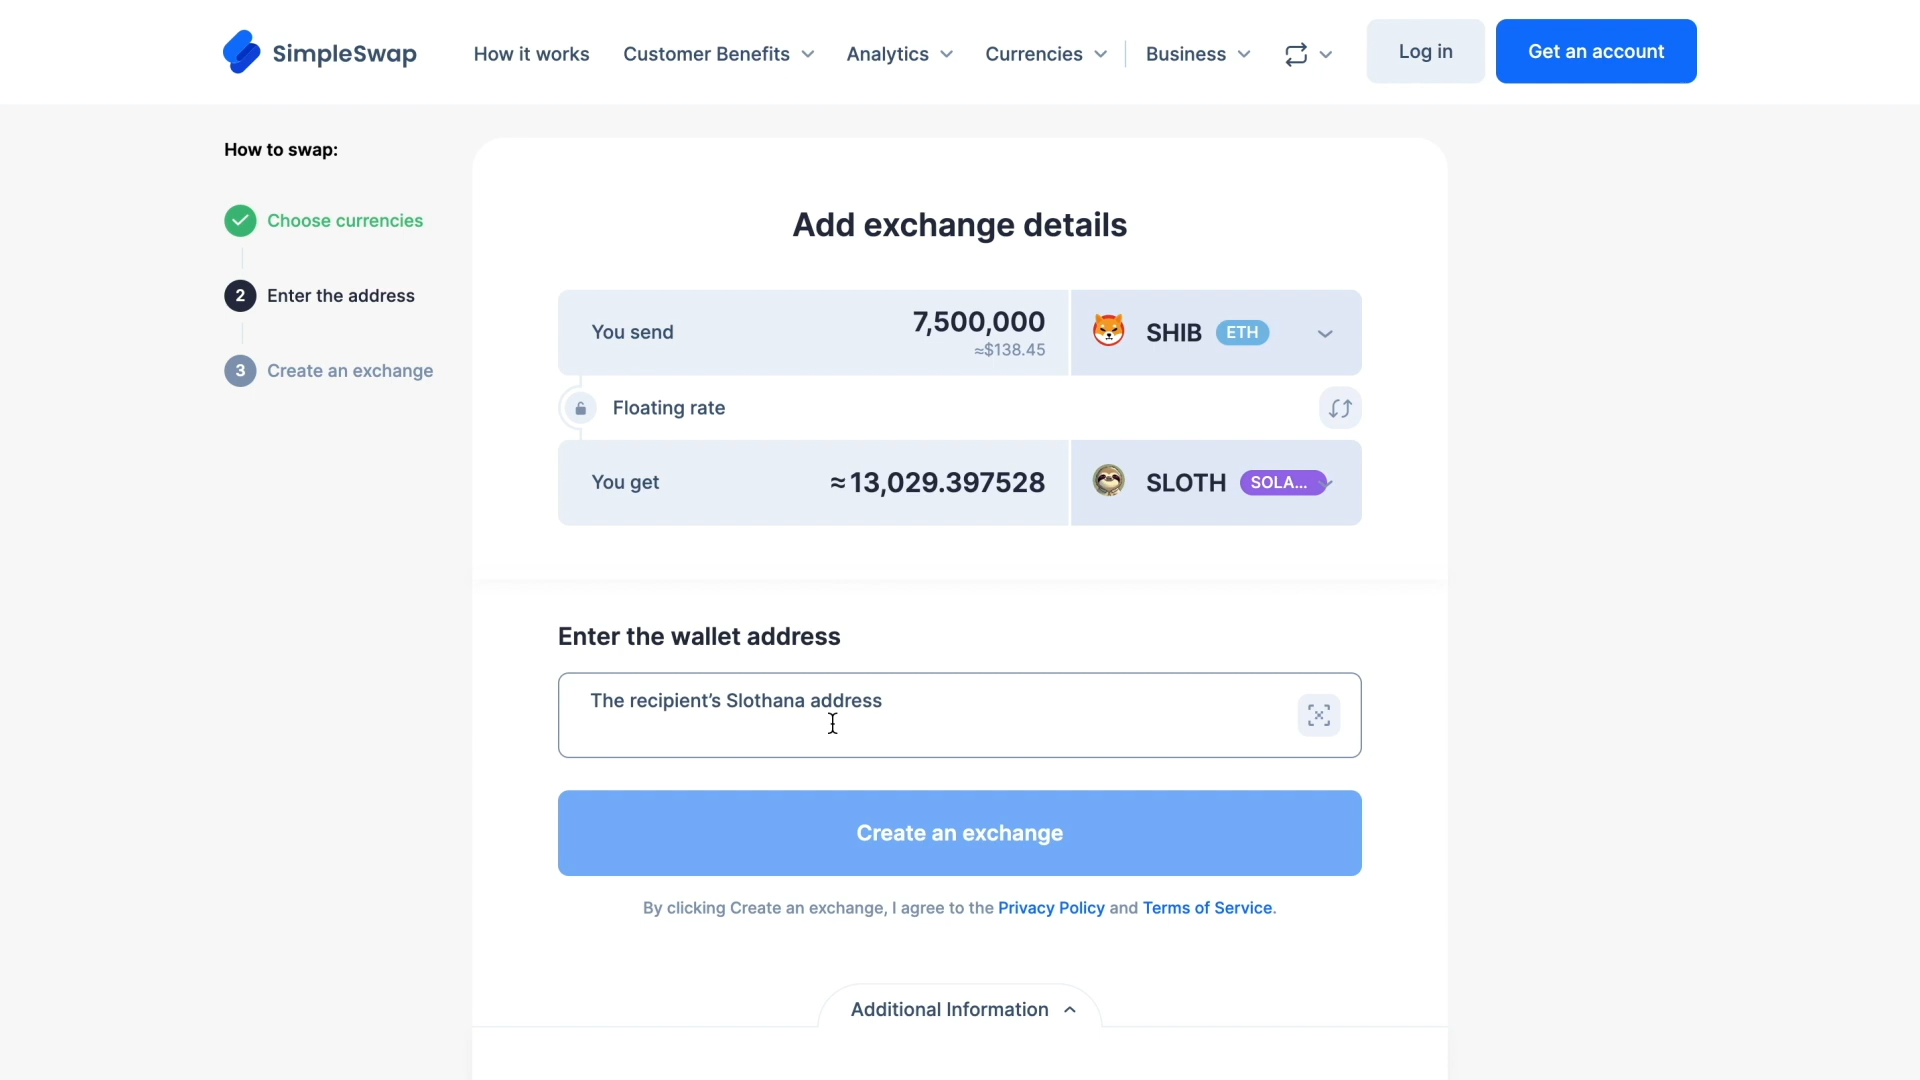 SimpleSwap
How it works
Customer Benefits
Analytics
Currencies
Business
Log in
Get an account
How to swap:
Choose currencies
2 Enter the address
3 Create an exchange
Add exchange details
You send
7,500,000
≈$138.45
SHIB ETH
Floating rate
You get
≈13,029.397528
SLOTH SOLA...
Enter the wallet address
The recipient's Slothana address
Create an exchange
By clicking Create an exchange, I agree to the Privacy Policy and Terms of Service.
Additional Information